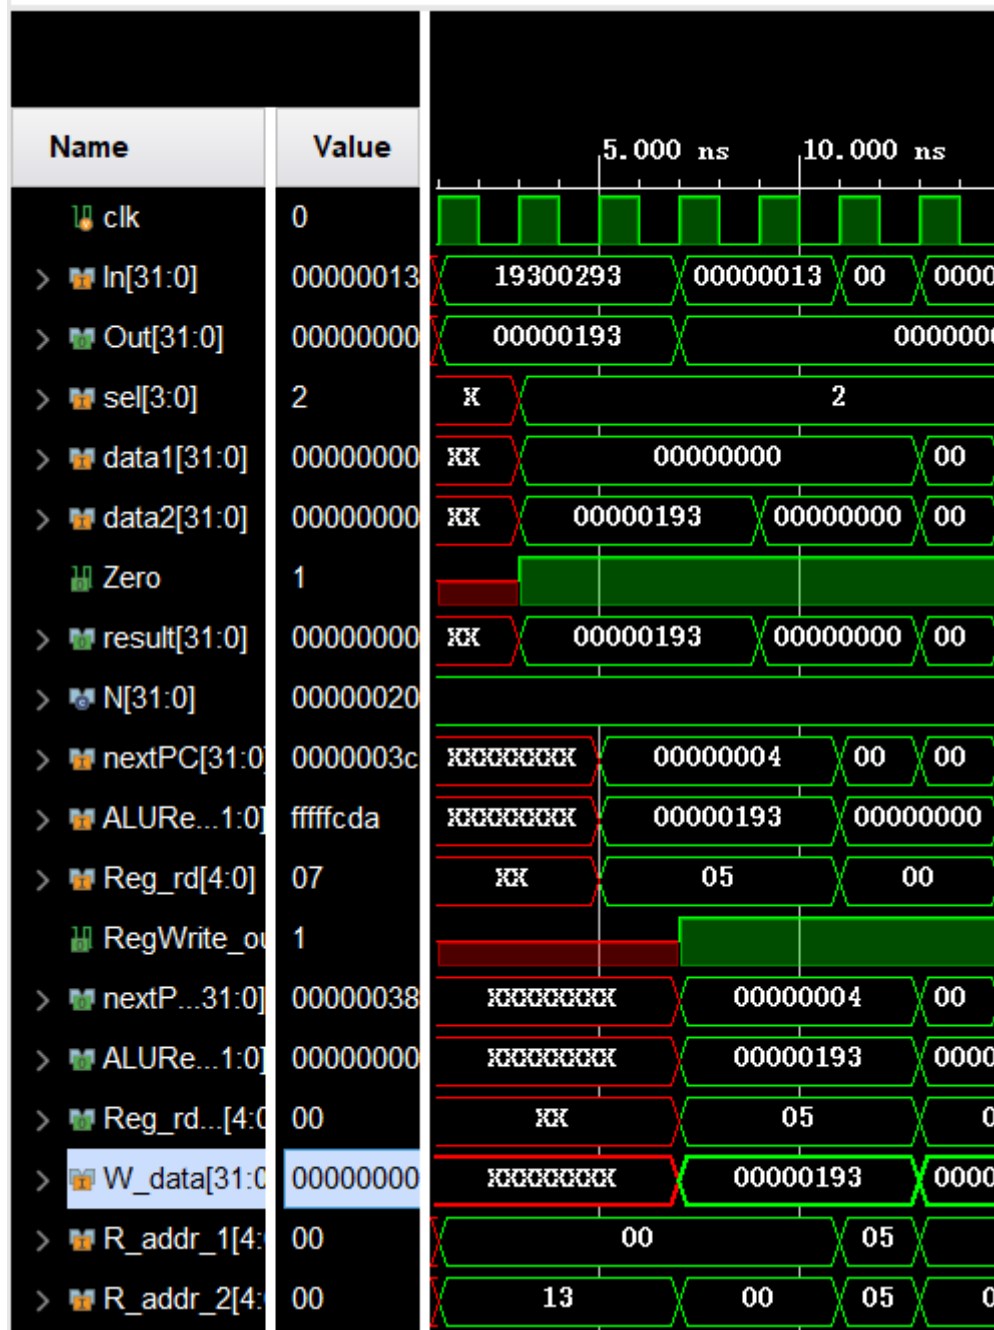 Name Value 5.000 ns 10.000 ns
clk 0
In[31:0] 00000013 19300293 00000013 00 0000
Out[31:0] 00000000 00000193 0000000
sel[3:0] 2 X 2
data1[31:0] 00000000 XX 00000000 00
data2[31:0] 00000000 XX 00000193 00000000 00
Zero 1
result[31:0] 00000000 XX 00000193 00000000 00
N[31:0] 00000020
nextPC[31:0] 0000003c XXXXXXXX 00000004 00 00
ALURe...1:0] fffffcda XXXXXXXX 00000193 00000000
Reg_rd[4:0] 07 XX 05 00
RegWrite_ou 1
nextP...31:0] 00000038 XXXXXXXX 00000004 00
ALURe...1:0] 00000000 XXXXXXXX 00000193 0000
Reg_rd...[4:0 00 XX 05 0
W_data[31:0 00000000 XXXXXXXX 00000193 0000
R_addr_1[4: 00 00 05
R_addr_2[4: 00 13 00 05 0